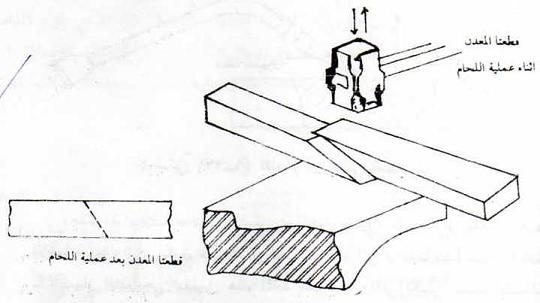 قطعتا المعدن
اثناء عملية اللحام
قطعتا المعدن بعد عملية اللحام